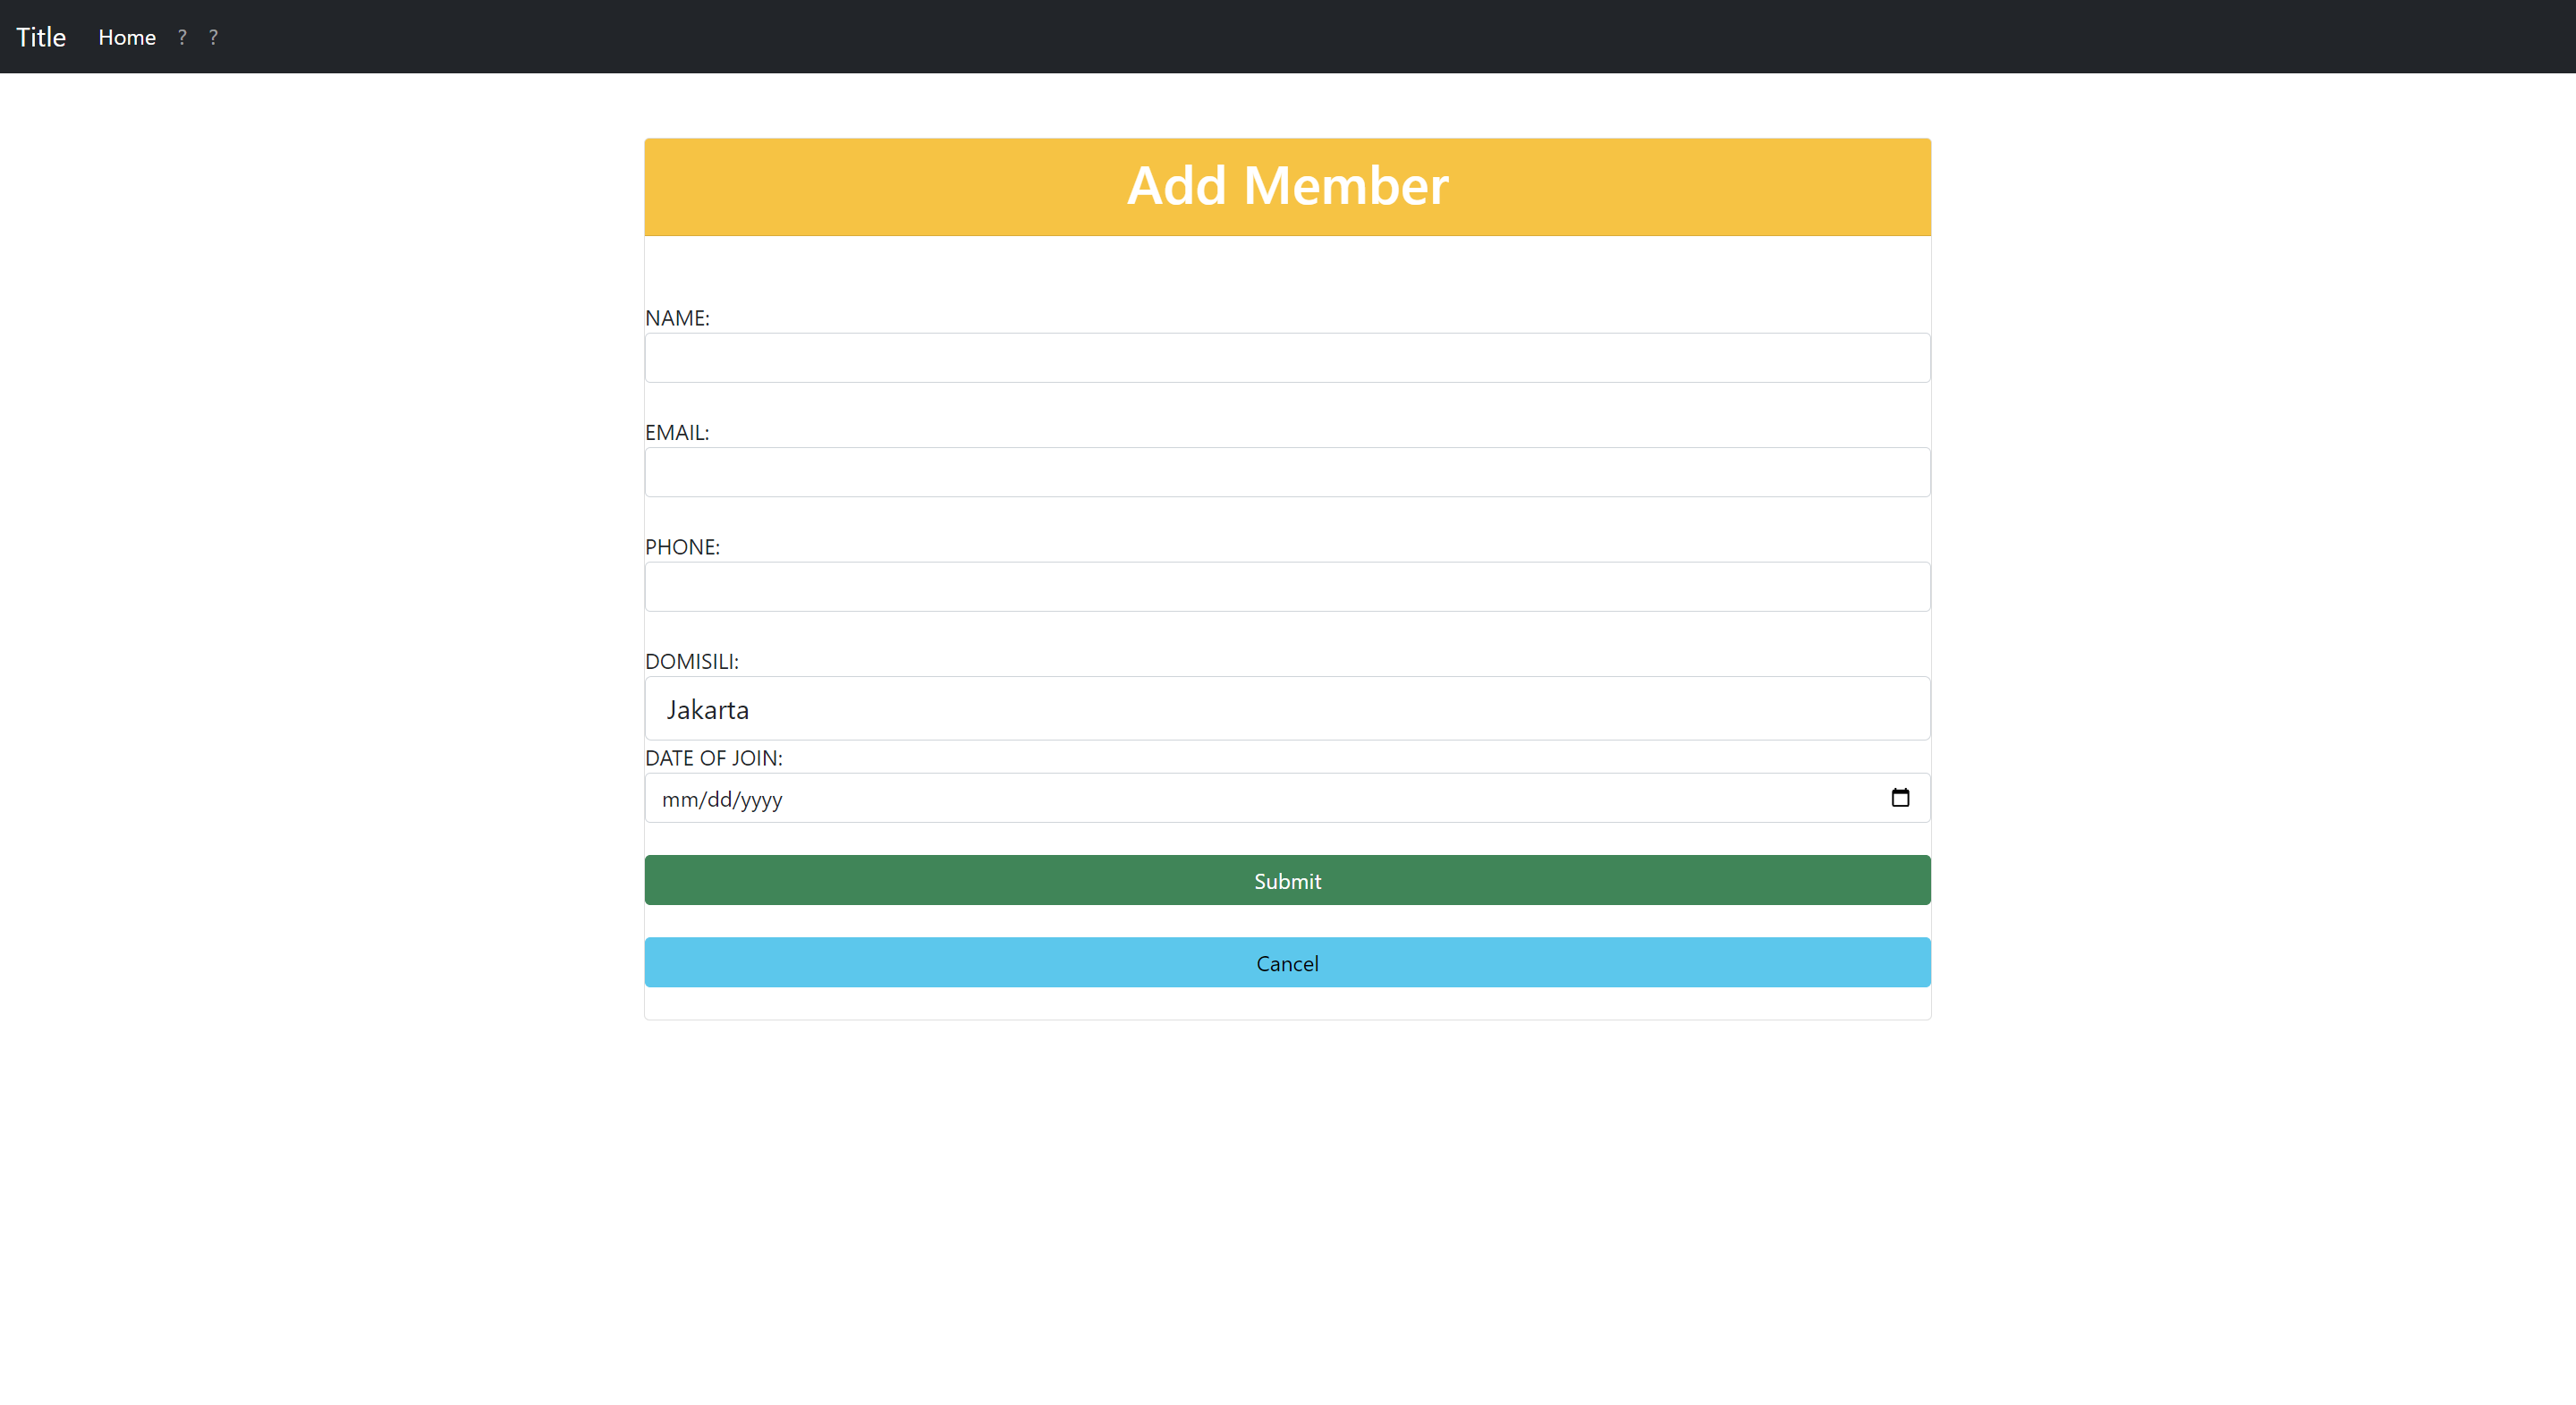 Title Home ? ?
Add Member
NAME:
EMAIL:
PHONE:
DOMISILI:
Jakarta
DATE OF JOIN:
mm/dd/yyyy
Submit
Cancel